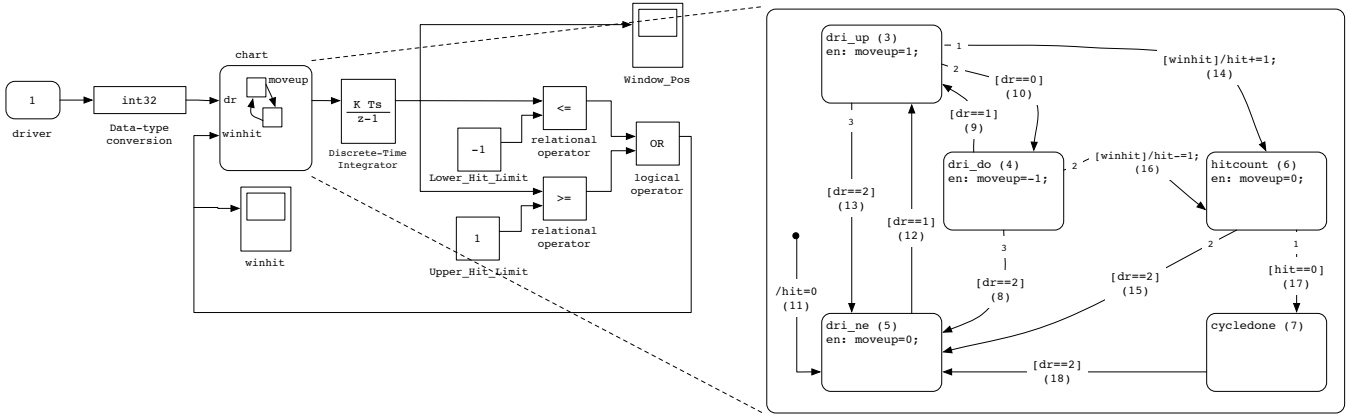 1
driver
int32
Data-type
conversion
chart
moveup
dr
winhit
winhit
K Ts
z-1
Discrete-Time
Integrator
-1
Lower_Hit_Limit
1
Upper_Hit_Limit
<=
relational
operator
>=
relational
operator
OR
logical
operator
Window_Pos
dri_up (3)
en: moveup=1;
1
2
3
[winhit]/hit+=1;
(14)
[dr==0]
(10)
[dr==1]
(9)
dri_do (4)
en: moveup=-1;
2
3
[winhit]/hit-=1;
(16)
hitcount (6)
en: moveup=0;
2
1
[dr==2]
(13)
[dr==1]
(12)
[dr==2]
(8)
[dr==2]
(15)
[hit==0]
(17)
/hit=0
(11)
dri_ne (5)
en: moveup=0;
[dr==2]
(18)
cycledone (7)